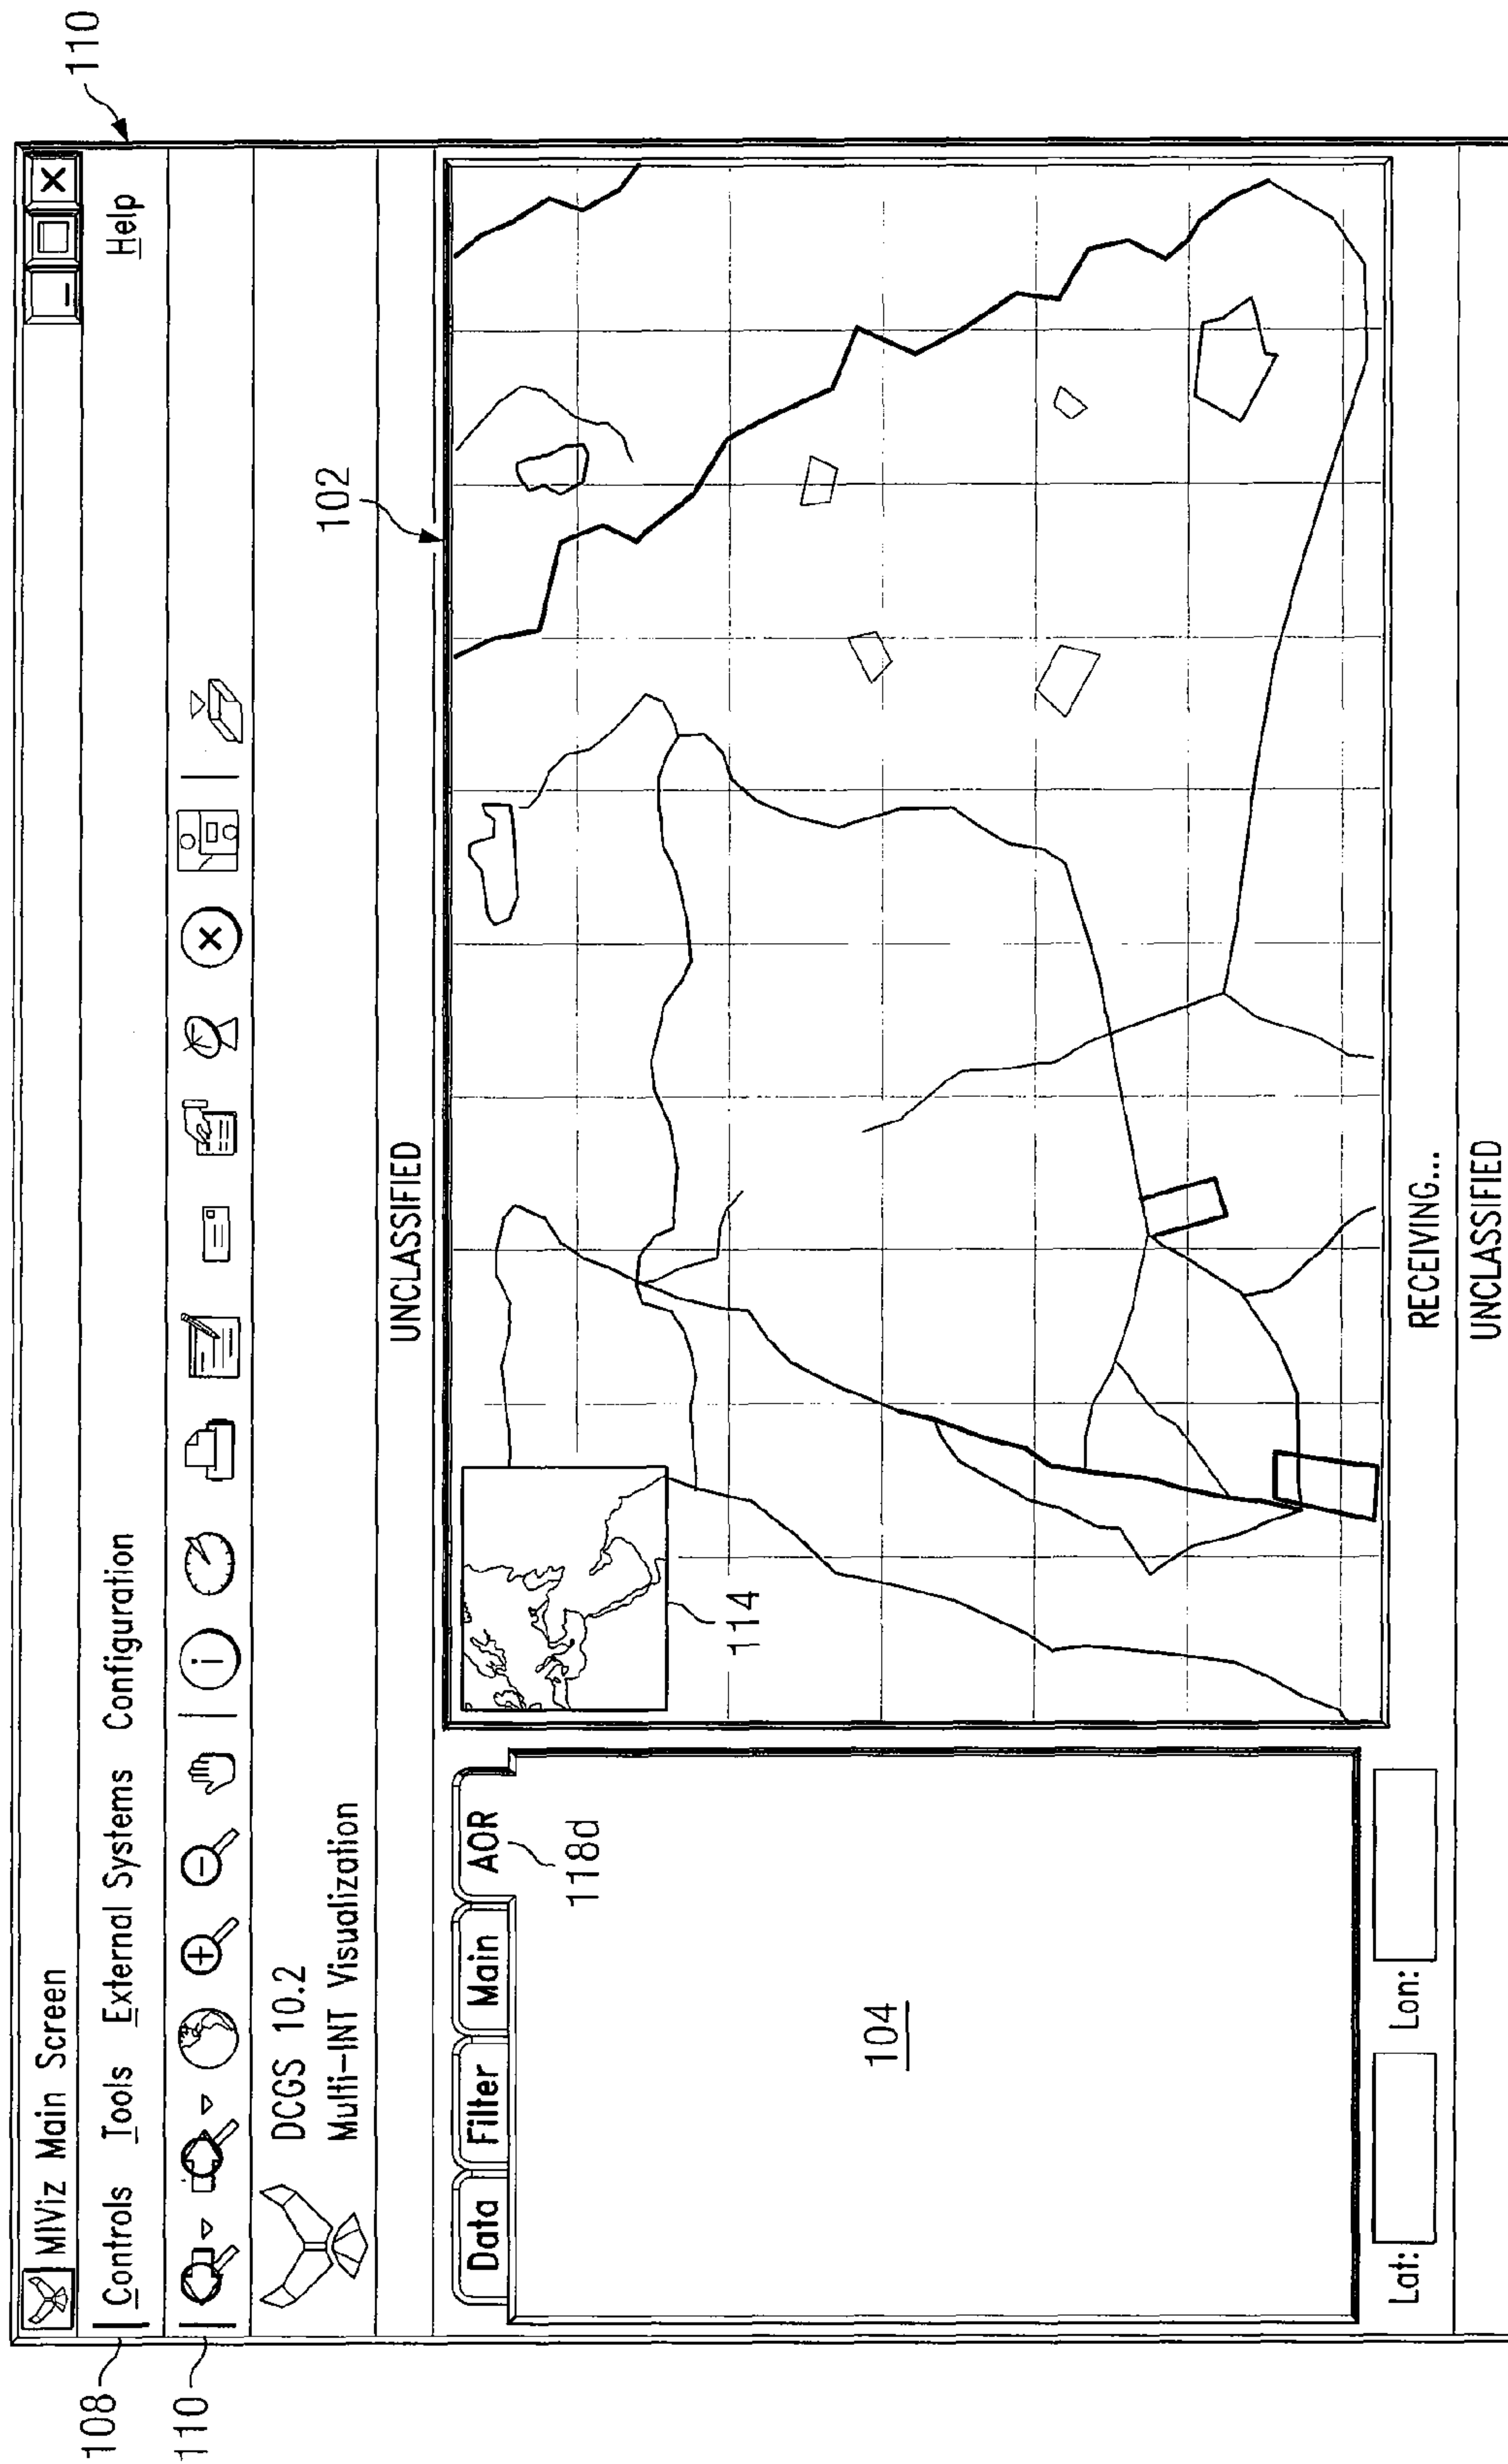 110
MIViz Main Screen
108
Controls Tools External Systems Configuration Help
110
DCGS 10.2
Multi-INT Visualization
UNCLASSIFIED
102
Data Filter Main AOR
118d
114
104
Lat: Lon:
RECEIVING...
UNCLASSIFIED